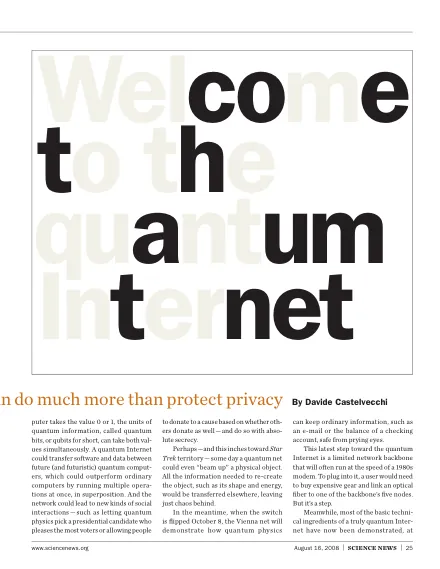 Welcome
to the
quantum
Internet
n do much more than protect privacy By Davide Castelvecchi
puter takes the value 0 or 1, the units of
quantum information, called quantum
bits, or qubits for short, can take both val-
ues simultaneously. A quantum Internet
could transfer software and data between
future (and futuristic) quantum comput-
ers, which could outperform ordinary
computers by running multiple opera-
tions at once, in superposition. And the
network could lead to new kinds of social
interactions — such as letting quantum
physics pick a presidential candidate who
pleases the most voters or allowing people
to donate to a cause based on whether oth-
ers donate as well — and do so with abso-
lute secrecy.
Perhaps — and this inches toward Star
Trek territory — some day a quantum net
could even “beam up” a physical object.
All the information needed to re-create
the object, such as its shape and energy,
would be transferred elsewhere, leaving
just chaos behind.
In the meantime, when the switch
is flipped October 8, the Vienna net will
demonstrate how quantum physics
can keep ordinary information, such as
an e-mail or the balance of a checking
account, safe from prying eyes.
This latest step toward the quantum
Internet is a limited network backbone
that will often run at the speed of a 1980s
modem. To plug into it, a user would need
to buy expensive gear and link an optical
fiber to one of the backbone’s five nodes.
But it’s a step.
Meanwhile, most of the basic techni-
cal ingredients of a truly quantum Inter-
net have now been demonstrated, at
www.sciencenews.org August 16, 2008 | SCIENCE NEWS | 25